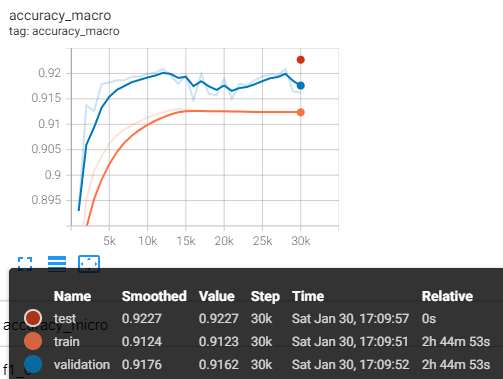 accuracy_macro
tag: accuracy_macro
0.92
0.915
0.91
0.905
0.9
0.895
5k 10k 15k 20k 25k 30k
Name Smoothed Value Step Time Relative
test 0.9227 0.9227 30k Sat Jan 30, 17:09:57 0s
accuracy_micro
train 0.9124 0.9123 30k Sat Jan 30, 17:09:51 2h 44m 53s
validation 0.9176 0.9162 30k Sat Jan 30, 17:09:52 2h 44m 53s